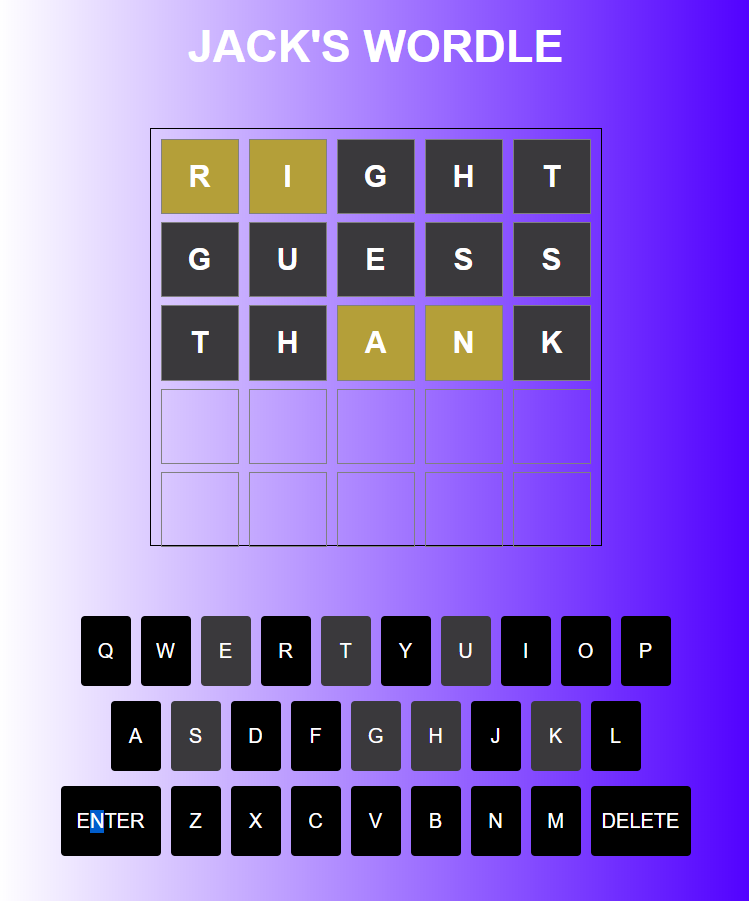 JACK'S WORDLE
R I G H T
G U E S S
T H A N K
Q W E R T Y U I O P
A S D F G H J K L
ENTER Z X C V B N M DELETE